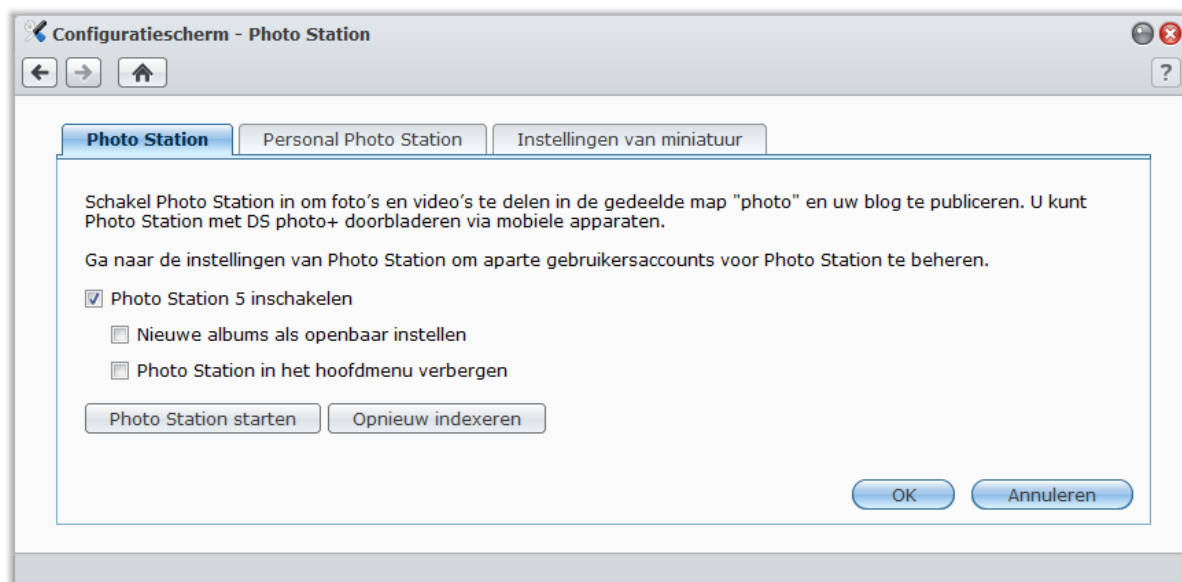 Configuratiescherm - Photo Station
?
Photo Station
Personal Photo Station
Instellingen van miniatuur
Schakel Photo Station in om foto's en video's te delen in de gedeelde map "photo" en uw blog te publiceren. U kunt
Photo Station met DS photo+ doorbladeren via mobiele apparaten.
Ga naar de instellingen van Photo Station om aparte gebruikersaccounts voor Photo Station te beheren.
Photo Station 5 inschakelen
Nieuwe albums als openbaar instellen
Photo Station in het hoofdmenu verbergen
Photo Station starten
Opnieuw indexeren
OK
Annuleren